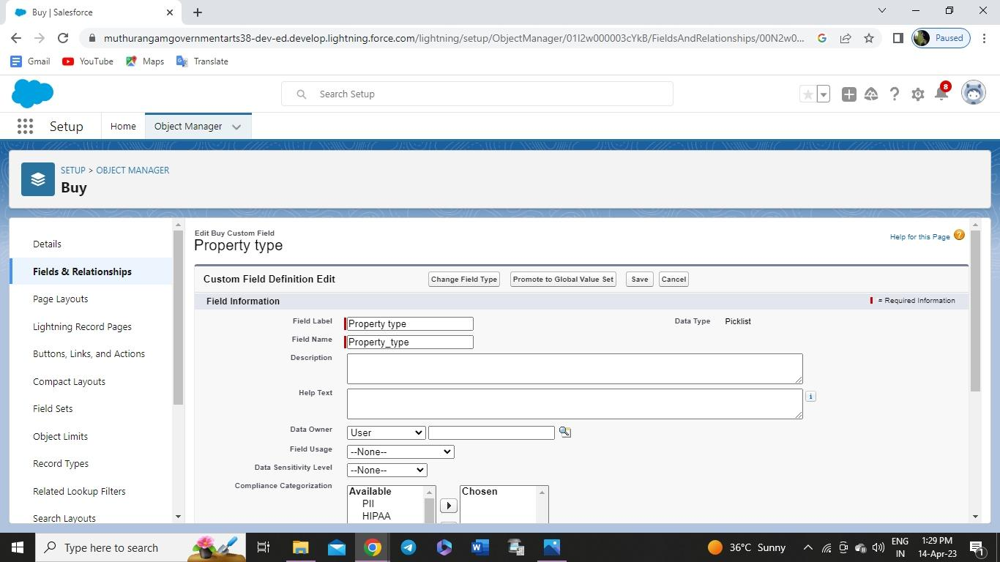 Buy | Salesforce
muthurangamgovernmentarts38-dev-ed.develop.lightning.force.com/lightning/setup/ObjectManager/01I2w000003cYkB/FieldsAndRelationships/00N2w0...
Paused
Gmail YouTube Maps Translate
Search Setup
8
Setup Home Object Manager
SETUP > OBJECT MANAGER
Buy
Details
Fields & Relationships
Page Layouts
Lightning Record Pages
Buttons, Links, and Actions
Compact Layouts
Field Sets
Object Limits
Record Types
Related Lookup Filters
Search Layouts
Edit Buy Custom Field
Property type
Help for this Page ?
Custom Field Definition Edit Change Field Type Promote to Global Value Set Save Cancel
Field Information = Required Information
Field Label Property type Data Type Picklist
Field Name Property_type
Description
Help Text i
Data Owner User
Field Usage --None--
Data Sensitivity Level --None--
Compliance Categorization Available Chosen
PII
HIPAA
Type here to search
36°C Sunny
ENG
IN
1:29 PM
14-Apr-23
1